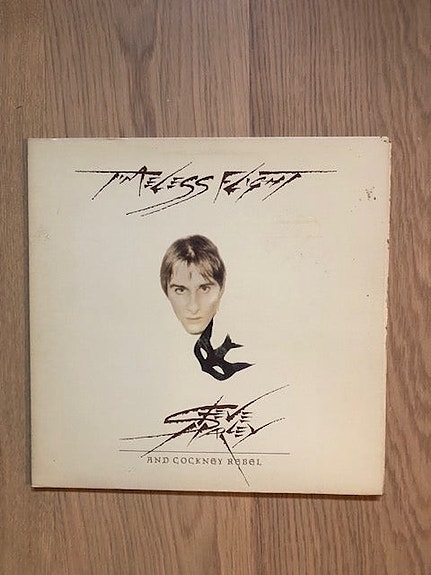 TIMELESS FLIGHT
STEVE
HARLEY
AND COCKNEY REBEL